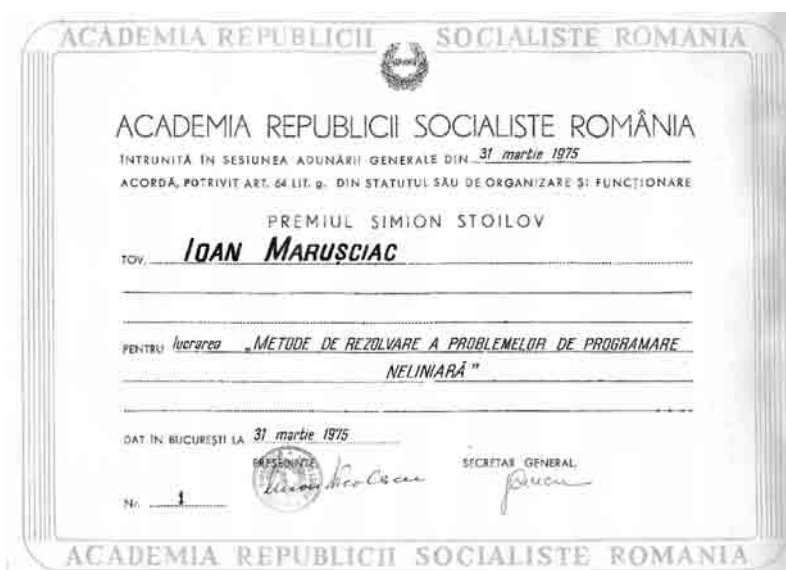 ACADEMIA REPUBLICII SOCIALISTE ROMANIA
ACADEMIA REPUBLICII SOCIALISTE ROMÂNIA
ÎNTRUNITĂ ÎN SESIUNEA ADUNĂRII GENERALE DIN 31 martie 1975
ACORDĂ, POTRIVIT ART. 64 LIT. g. DIN STATUTUL SĂU DE ORGANIZARE ȘI FUNCȚIONARE
PREMIUL SIMION STOILOV
TOV. IOAN MARUȘCIAC
PENTRU lucrarea „METODE DE REZOLVARE A PROBLEMELOR DE PROGRAMARE
NELINIARĂ"
DAT ÎN BUCUREȘTI LA 31 martie 1975
PREȘEDINTE, SECRETAR GENERAL,
Nr. 1
ACADEMIA REPUBLICII SOCIALISTE ROMANIA